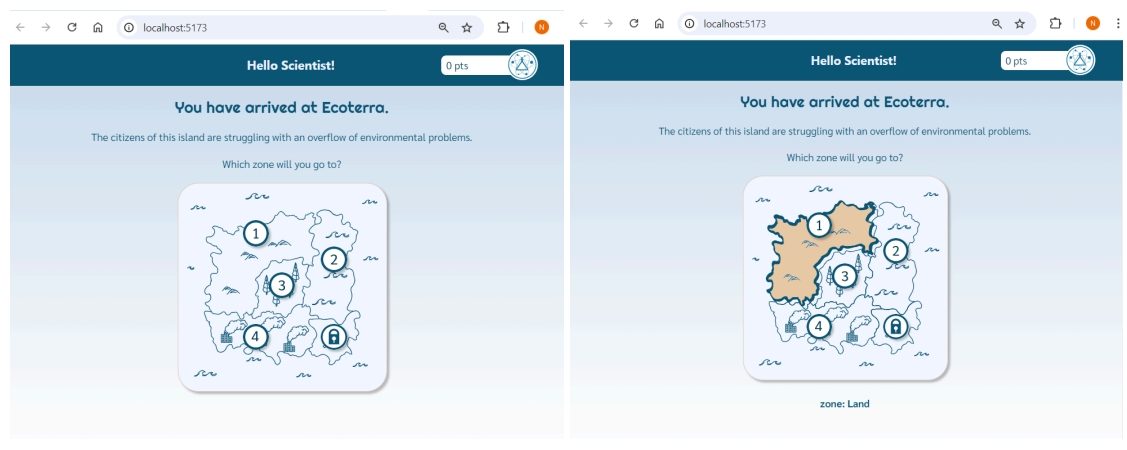 localhost:5173
N
Hello Scientist!
0 pts
You have arrived at Ecoterra.
The citizens of this island are struggling with an overflow of environmental problems.
Which zone will you go to?
1
2
3
4
localhost:5173
N
Hello Scientist!
0 pts
You have arrived at Ecoterra.
The citizens of this island are struggling with an overflow of environmental problems.
Which zone will you go to?
1
2
3
4
zone: Land